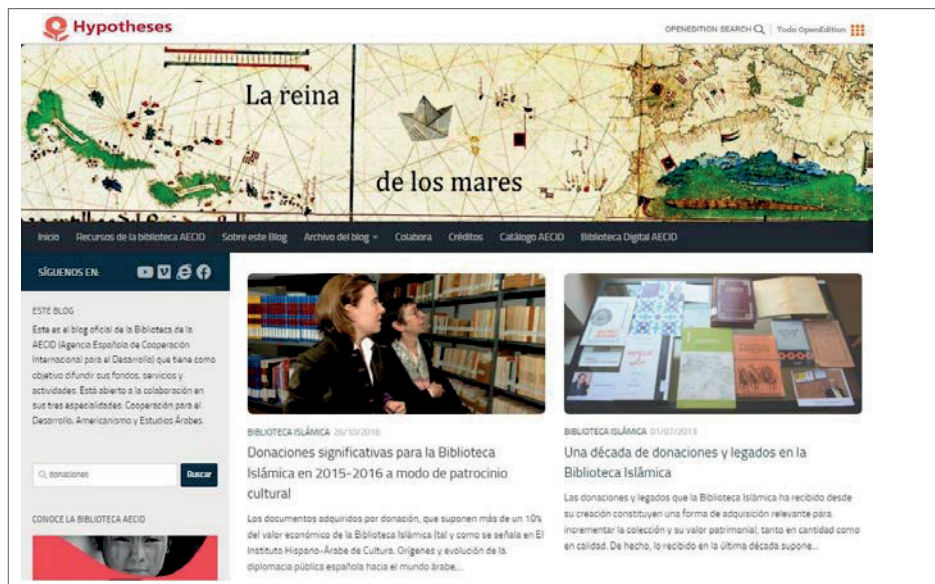 Hypotheses
OPENEDITION SEARCH | Todo OpenEdition
La reina
de los mares
Inicio Recursos de la biblioteca AECID Sobre este Blog Archivo del blog Colabora Créditos Catálogo AECID Biblioteca Digital AECID
SÍGUENOS EN:
ESTE BLOG
Este es el blog oficial de la Biblioteca de la
AECID (Agencia Española de Cooperación
Internacional para el Desarrollo) que tiene como
objetivo difundir sus fondos, servicios y
actividades. Está abierto a la colaboración en
sus tres especialidades: Cooperación para el
Desarrollo, Americanismo y Estudios Árabes.
donaciones Buscar
CONOCE LA BIBLIOTECA AECID
BIBLIOTECA ISLÁMICA 26/10/2016
Donaciones significativas para la Biblioteca
Islámica en 2015-2016 a modo de patrocinio
cultural
Los documentos adquiridos por donación, que suponen más de un 10%
del valor económico de la Biblioteca Islámica (tal y como se señala en El
Instituto Hispano-Árabe de Cultura. Orígenes y evolución de la
diplomacia pública española hacia el mundo árabe,...
BIBLIOTECA ISLÁMICA 01/07/2013
Una década de donaciones y legados en la
Biblioteca Islámica
Las donaciones y legados que la Biblioteca Islámica ha recibido desde
su creación constituyen una forma de adquisición relevante para
incrementar la colección y su valor patrimonial, tanto en cantidad como
en calidad. De hecho, lo recibido en la última década supone...